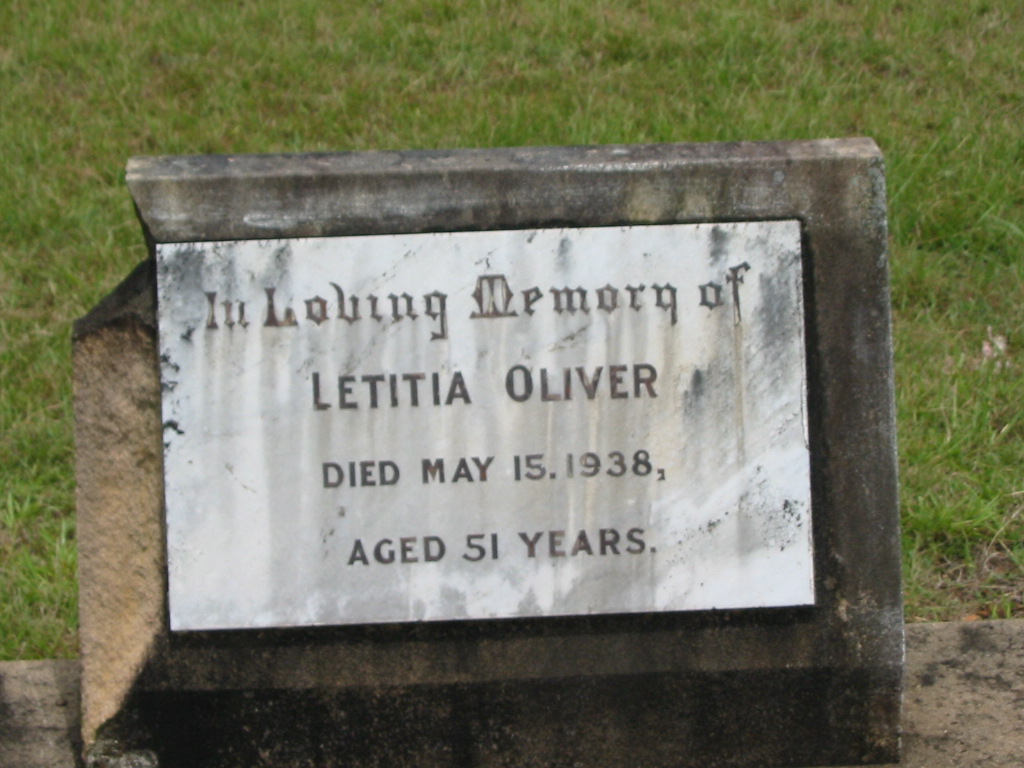 In Loving Memory of
LETITIA OLIVER
DIED MAY 15. 1938,
AGED 51 YEARS.